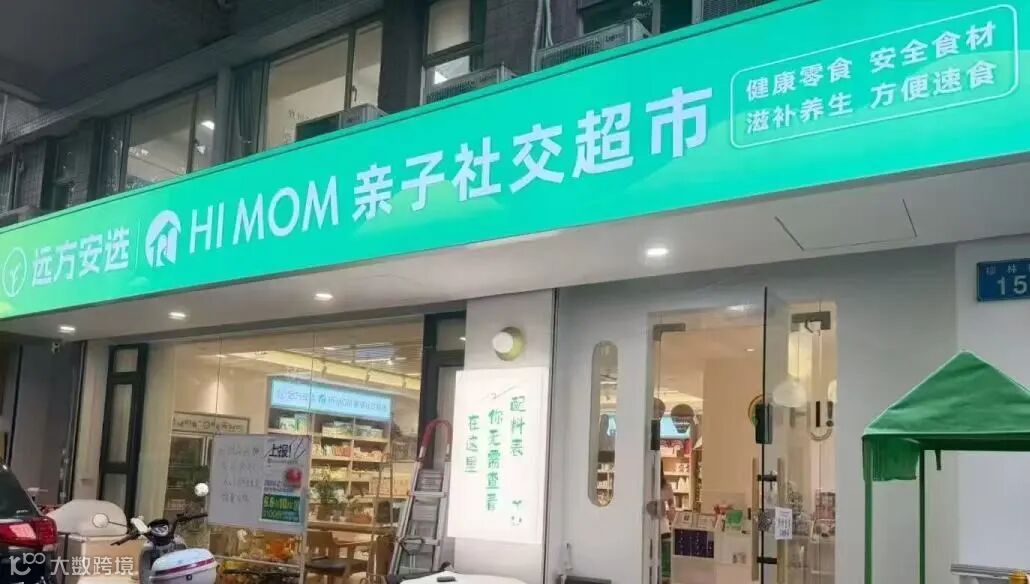 远方安选
HI MOM 亲子社交超市
健康零食 安全食材
滋补养生 方便速食
HI MOM
配料表
你无需查看
在这里
上报!
15
大数跨境